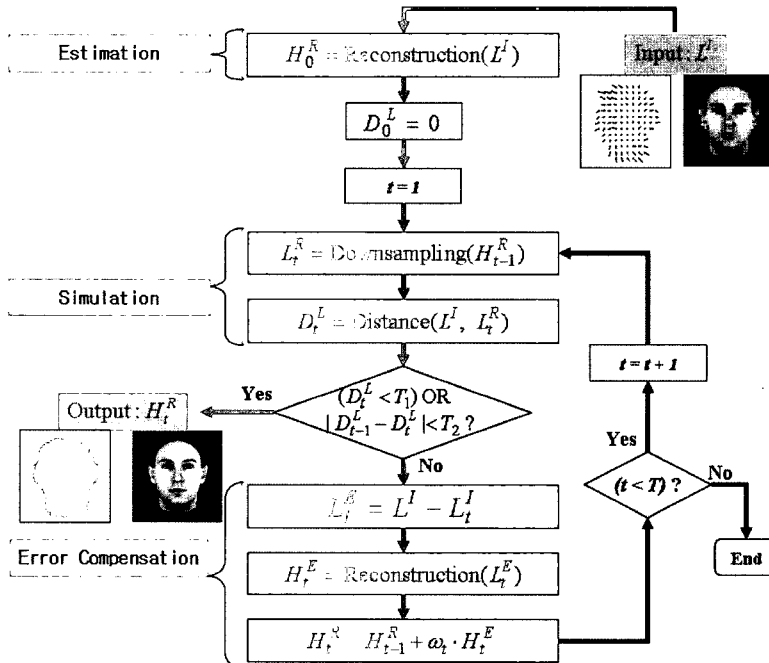 Estimation
H_0^R = Reconstruction(L^I)
Input: L^I
D_0^L = 0
t = 1
Simulation
L_t^R = Downsampling(H_{t-1}^R)
D_t^L = Distance(L^I, L_t^R)
t = t + 1
Yes
(D_t^L < T_1) OR
| D_{t-1}^L - D_t^L | < T_2 ?
Output: H_t^R
No
Yes
(t < T) ?
No
End
Error Compensation
L_t^E = L^I - L_t^I
H_t^E = Reconstruction(L_t^E)
H_t^R H_{t-1}^R + ω_t · H_t^E